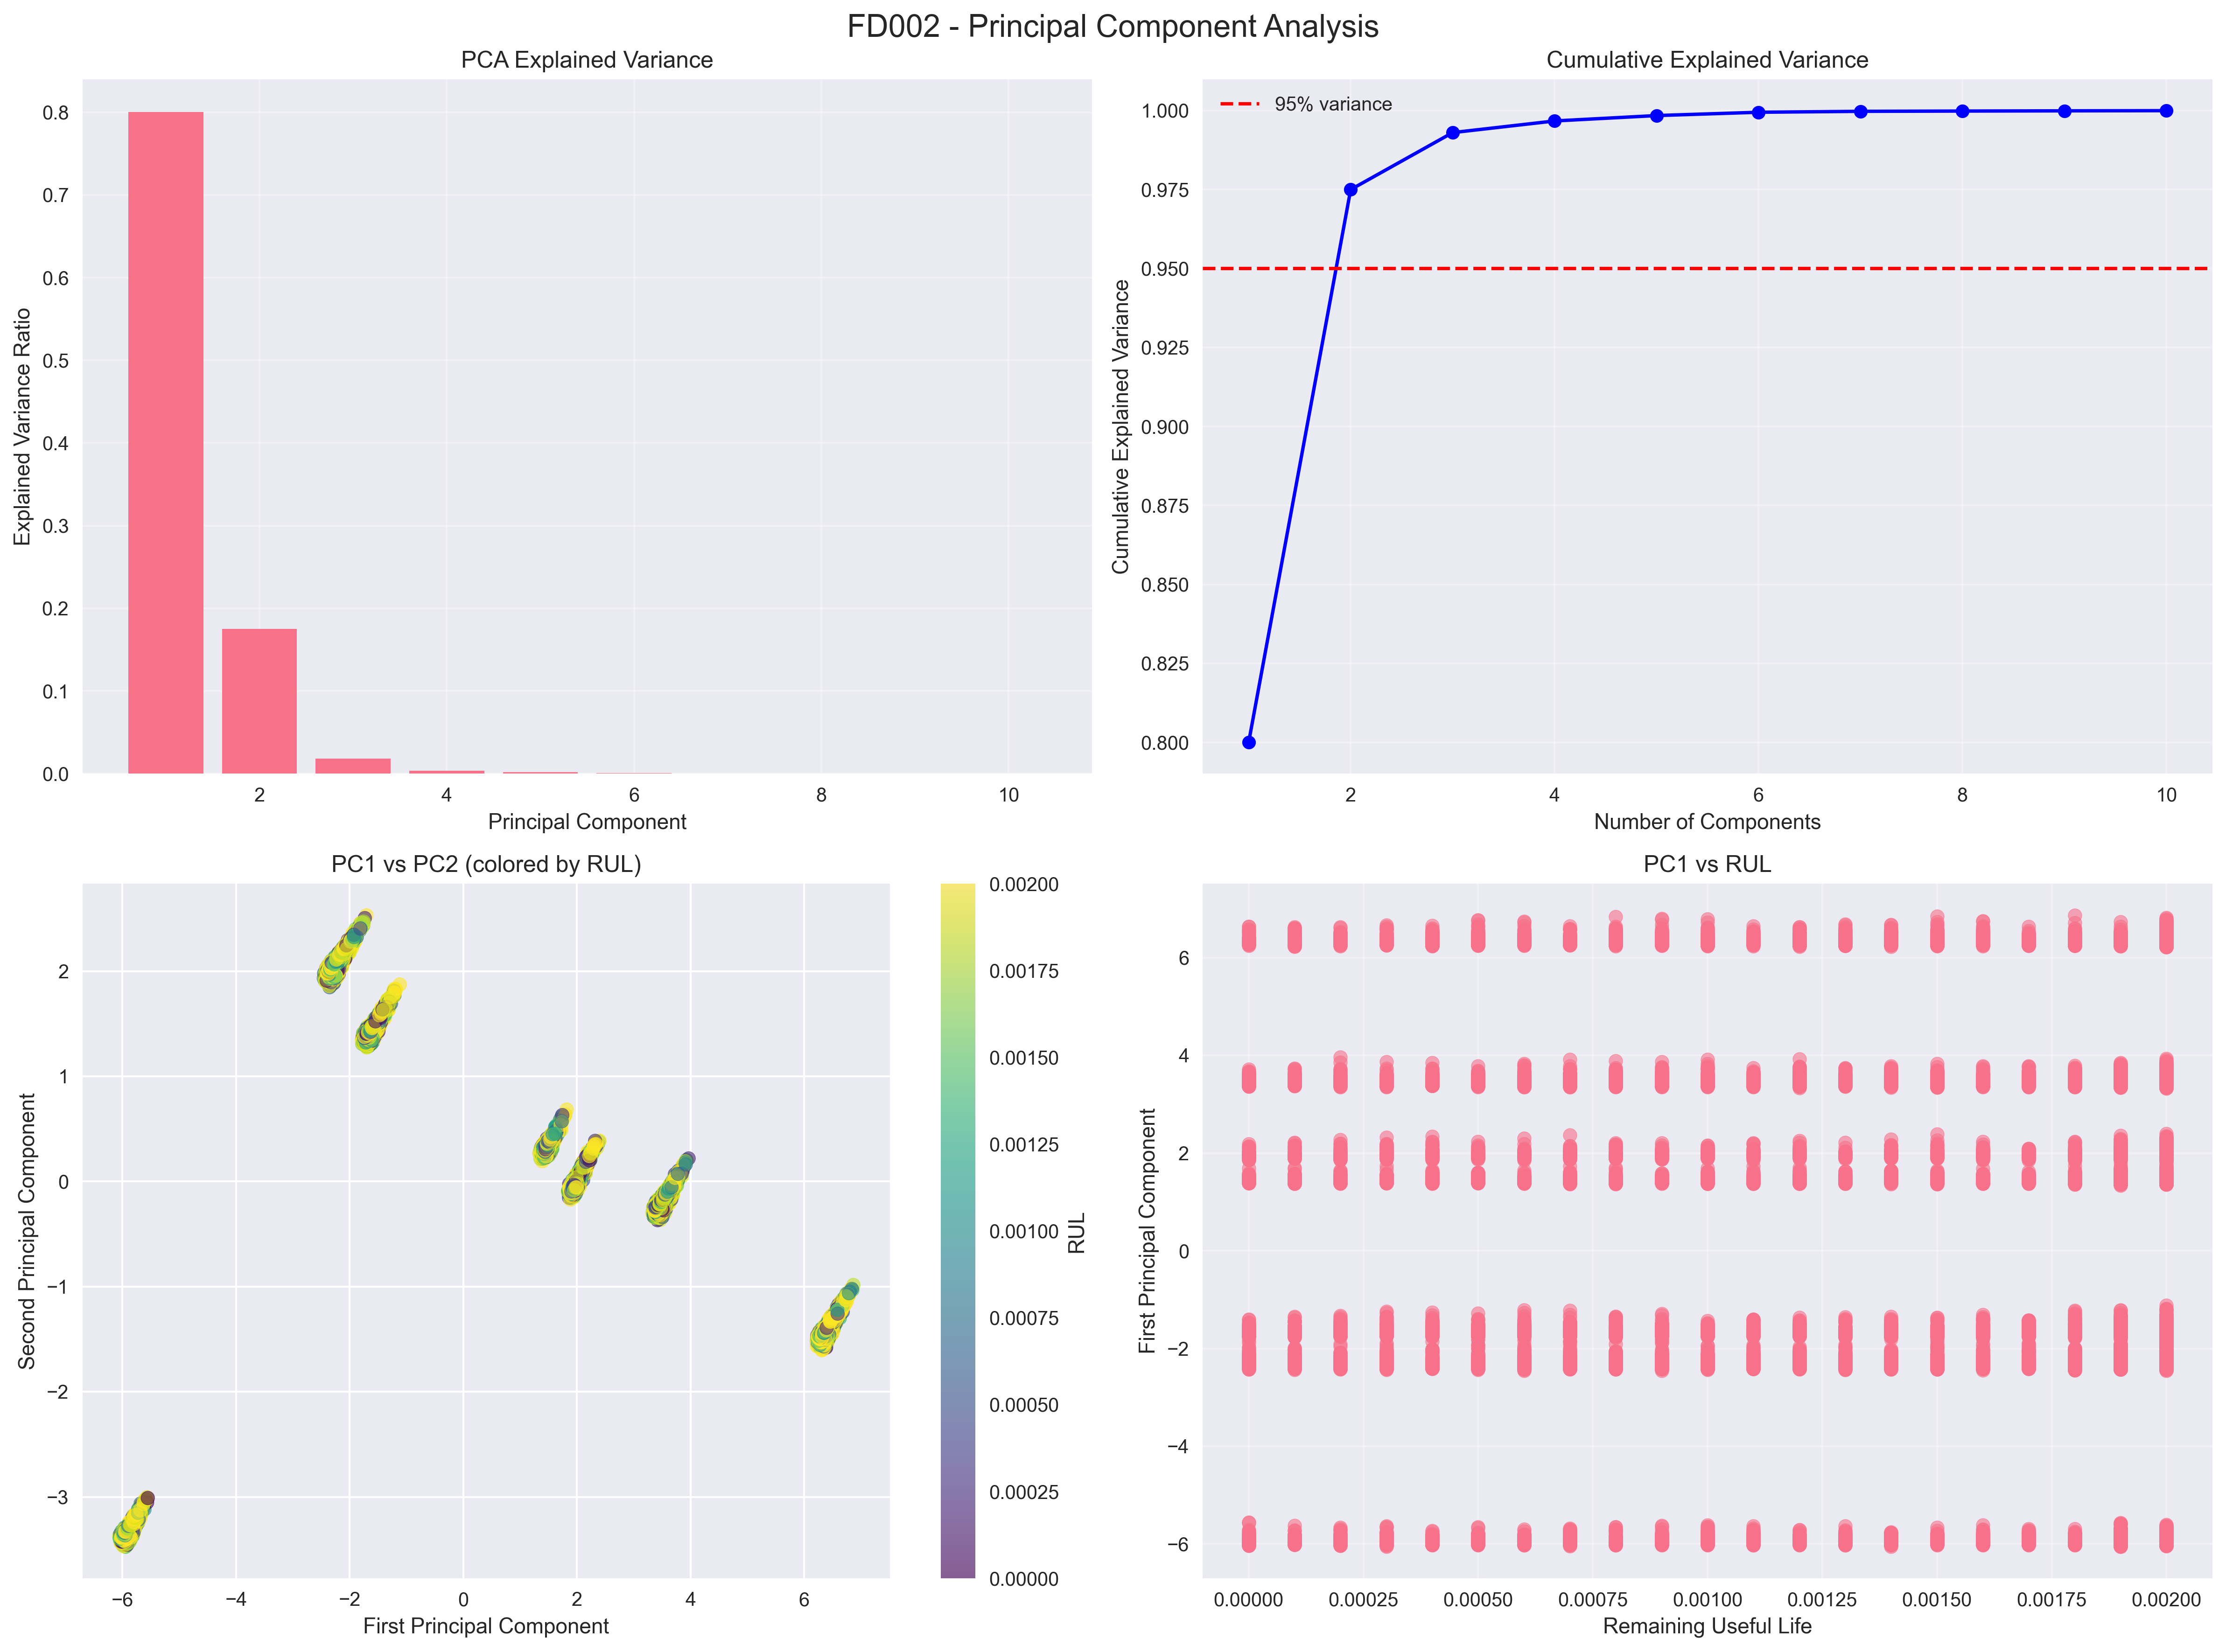 FD002 - Principal Component Analysis
PCA Explained Variance
Explained Variance Ratio
0.8
0.7
0.6
0.5
0.4
0.3
0.2
0.1
0.0
2 4 6 8 10
Principal Component
Cumulative Explained Variance
95% variance
Cumulative Explained Variance
1.000
0.975
0.950
0.925
0.900
0.875
0.850
0.825
0.800
2 4 6 8 10
Number of Components
PC1 vs PC2 (colored by RUL)
Second Principal Component
2
1
0
−1
−2
−3
−6 −4 −2 0 2 4 6
First Principal Component
0.00200
0.00175
0.00150
0.00125
0.00100
0.00075
0.00050
0.00025
0.00000
RUL
PC1 vs RUL
First Principal Component
6
4
2
0
−2
−4
−6
0.00000 0.00025 0.00050 0.00075 0.00100 0.00125 0.00150 0.00175 0.00200
Remaining Useful Life